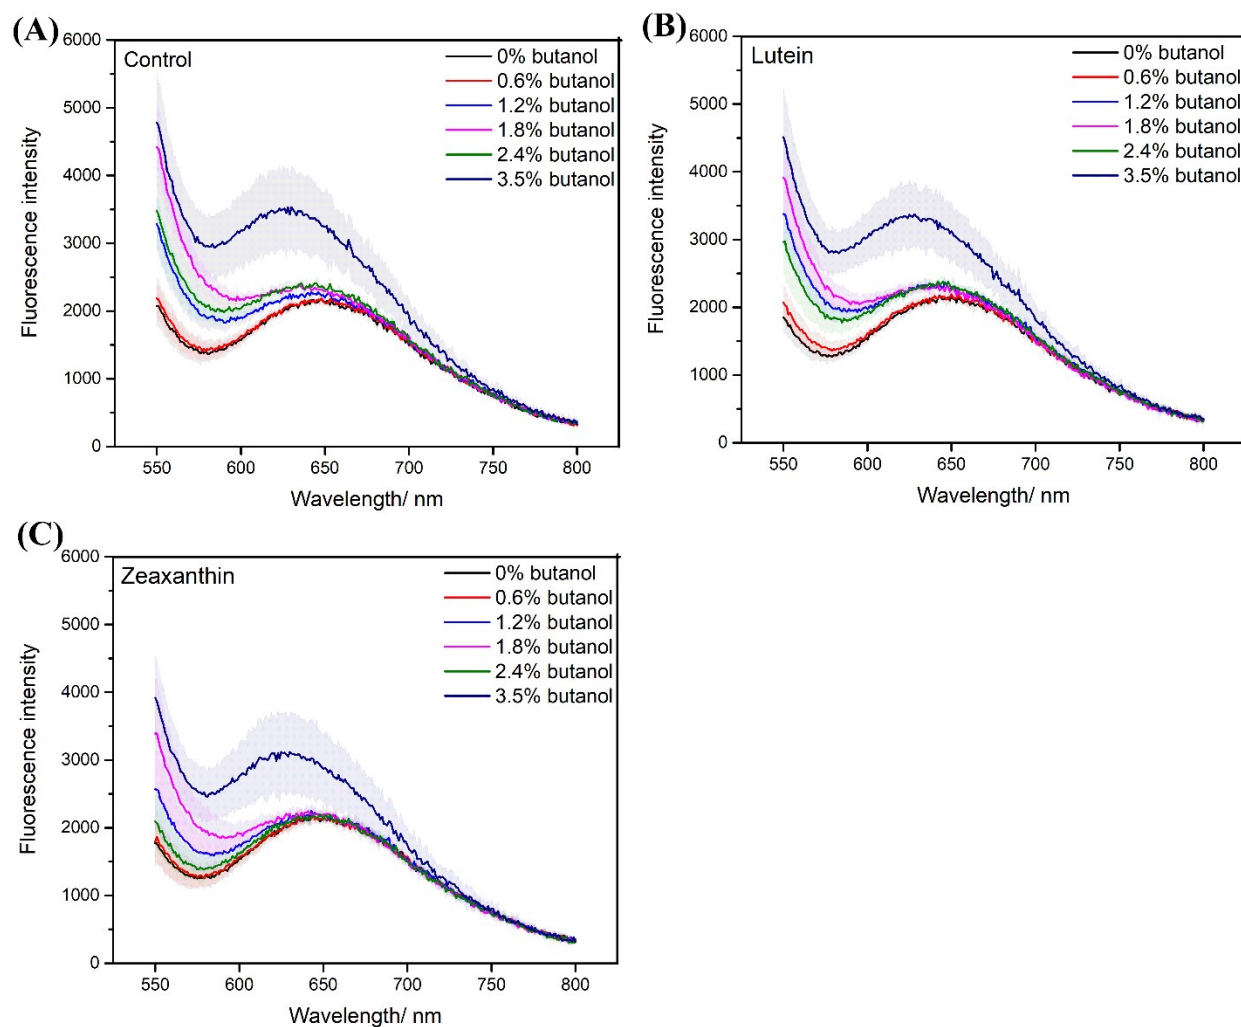 (A)
Control
0% butanol
0.6% butanol
1.2% butanol
1.8% butanol
2.4% butanol
3.5% butanol
6000
5000
4000
3000
2000
1000
0
Fluorescence intensity
550 600 650 700 750 800
Wavelength/ nm
(B)
Lutein
0% butanol
0.6% butanol
1.2% butanol
1.8% butanol
2.4% butanol
3.5% butanol
6000
5000
4000
3000
2000
1000
0
Fluorescence intensity
550 600 650 700 750 800
Wavelength/ nm
(C)
Zeaxanthin
0% butanol
0.6% butanol
1.2% butanol
1.8% butanol
2.4% butanol
3.5% butanol
6000
5000
4000
3000
2000
1000
0
Fluorescence intensity
550 600 650 700 750 800
Wavelength/ nm